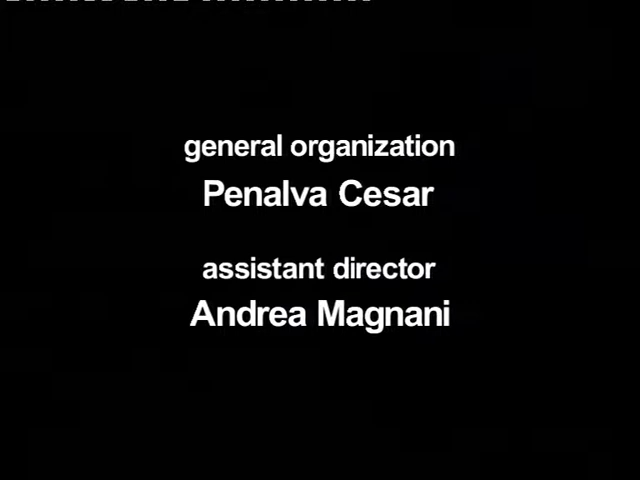 general organization
Penalva Cesar
assistant director
Andrea Magnani